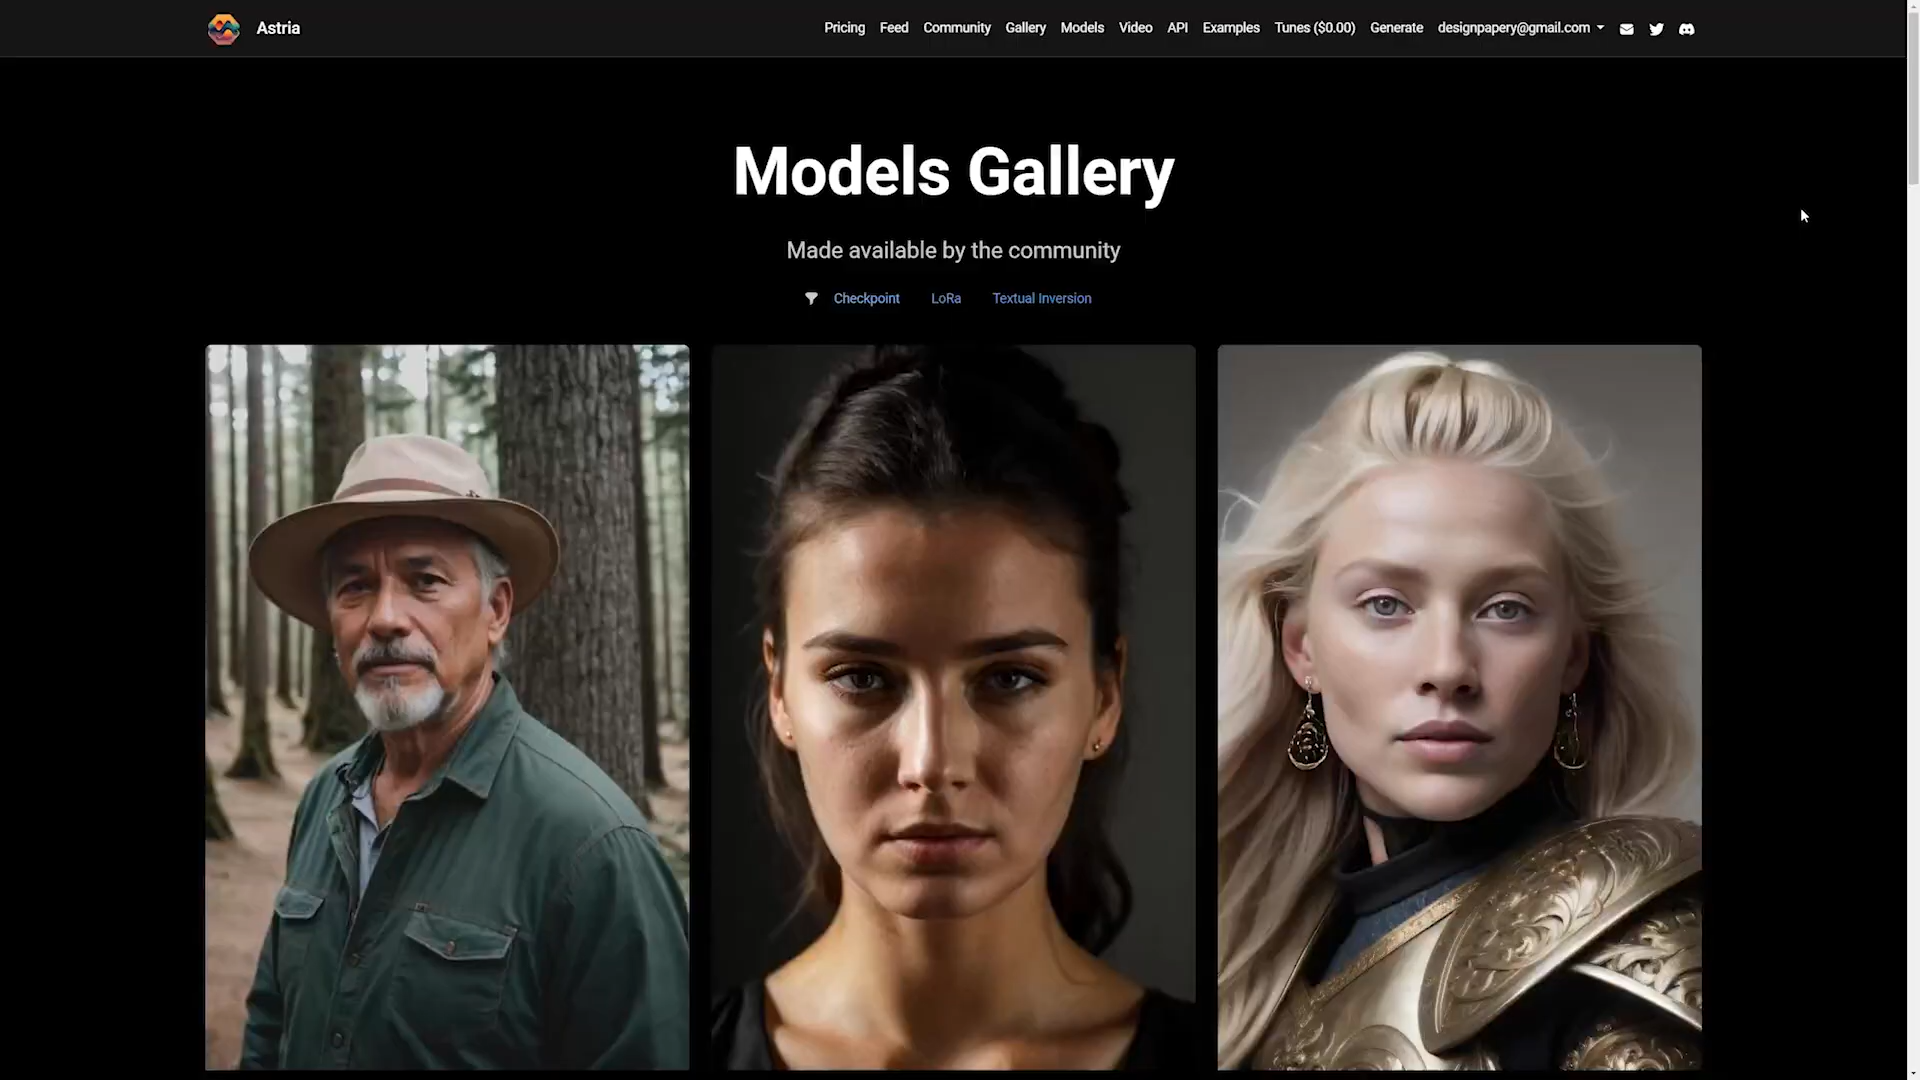 Astria
Pricing Feed Community Gallery Models Video API Examples Tunes ($0.00) Generate designpapery@gmail.com
Models Gallery
Made available by the community
Checkpoint LoRa Textual Inversion